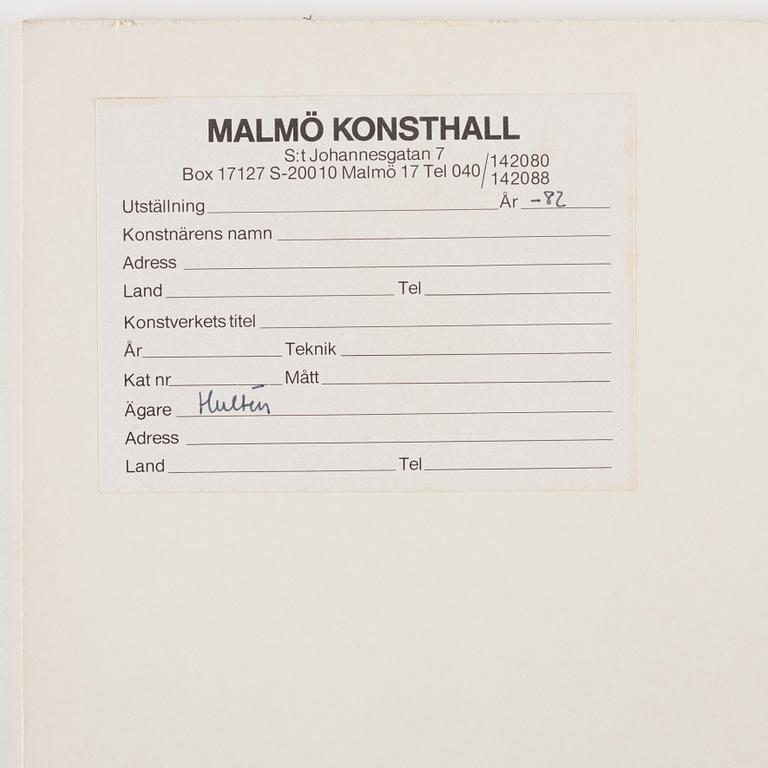 MALMÖ KONSTHALL
S:t Johannesgatan 7
Box 17127 S-20010 Malmö 17 Tel 040/142080
142088
Utställning År -82
Konstnärens namn
Adress
Land Tel
Konstverkets titel
År Teknik
Kat nr Mått
Ägare Hultén
Adress
Land Tel